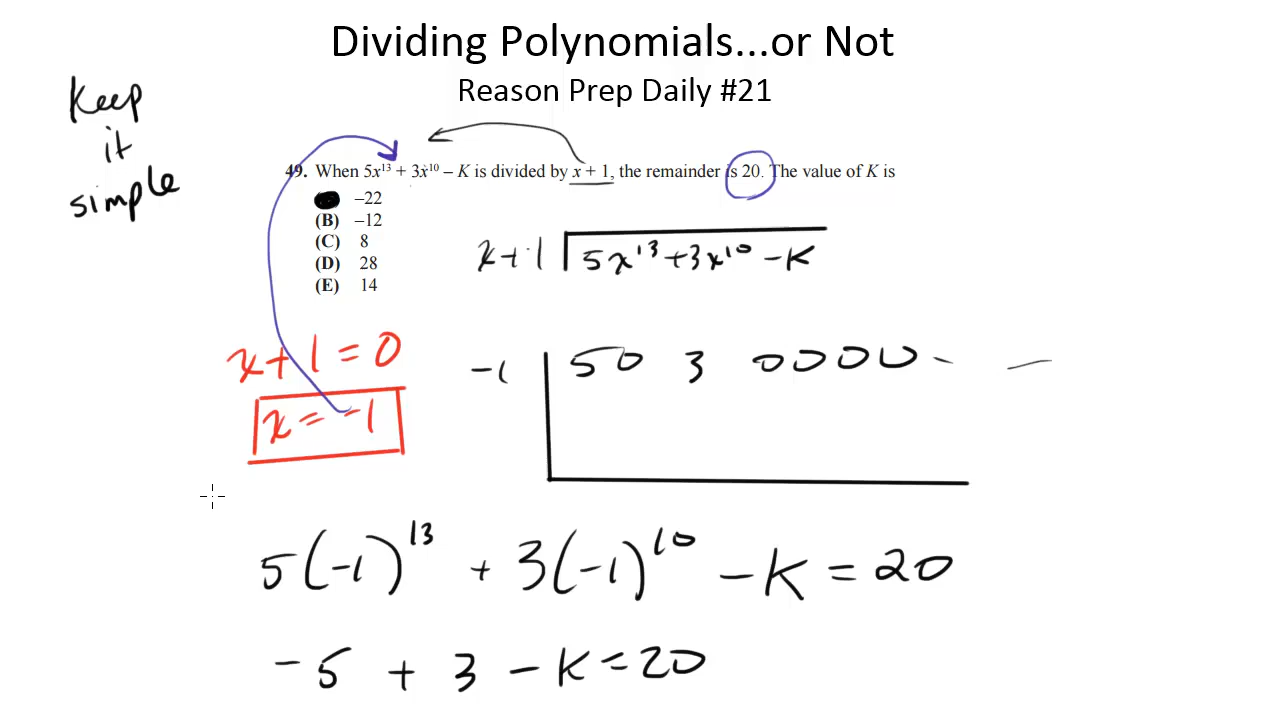 Dividing Polynomials...or Not
Reason Prep Daily #21
Keep
it
simple
49. When 5x¹³ + 3x¹⁰ – K is divided by x + 1, the remainder is 20. The value of K is
–22
(B) –12
(C) 8
(D) 28
(E) 14
x+1 5x¹³+3x¹⁰-K
x+1=0
x=-1
-1 5 0 3 0 0 0 0 - -
5(-1)¹³ + 3(-1)¹⁰ - K = 20
-5 + 3 - K = 20